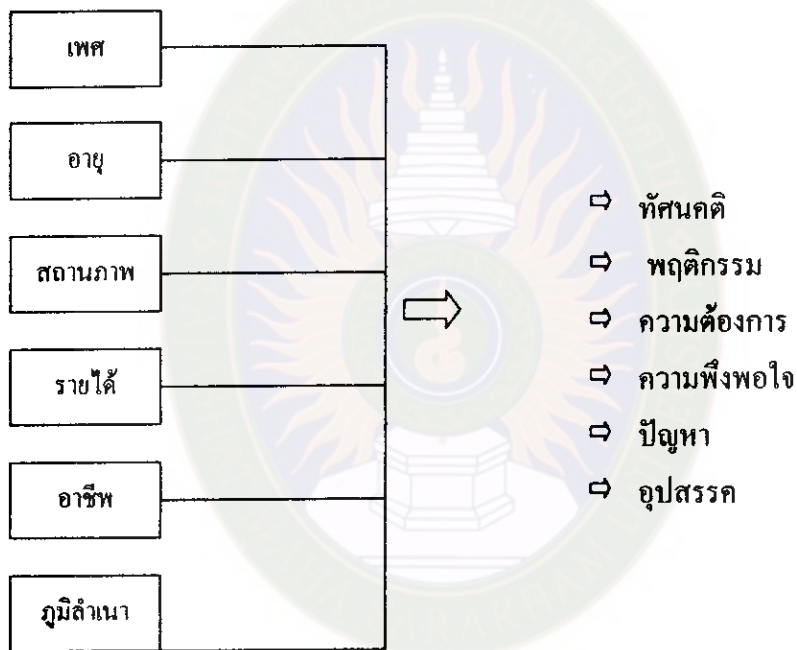 เพศ
อายุ
สถานภาพ
รายได้
อาชีพ
ภูมิลำเนา
ทัศนคติ
พฤติกรรม
ความต้องการ
ความพึงพอใจ
ปัญหา
อุปสรรค